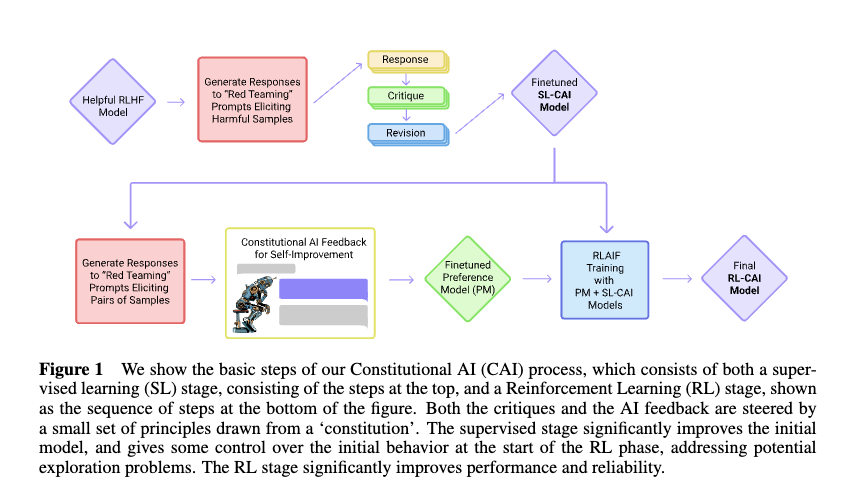 Helpful RLHF
Model
Generate Responses
to "Red Teaming"
Prompts Eliciting
Harmful Samples
Response
Critique
Revision
Finetuned
SL-CAI
Model
Generate Responses
to "Red Teaming"
Prompts Eliciting
Pairs of Samples
Constitutional AI Feedback
for Self-Improvement
Finetuned
Preference
Model (PM)
RLAIF
Training
with
PM + SL-CAI
Models
Final
RL-CAI
Model
Figure 1 We show the basic steps of our Constitutional AI (CAI) process, which consists of both a super-
vised learning (SL) stage, consisting of the steps at the top, and a Reinforcement Learning (RL) stage, shown
as the sequence of steps at the bottom of the figure. Both the critiques and the AI feedback are steered by
a small set of principles drawn from a ‘constitution’. The supervised stage significantly improves the initial
model, and gives some control over the initial behavior at the start of the RL phase, addressing potential
exploration problems. The RL stage significantly improves performance and reliability.